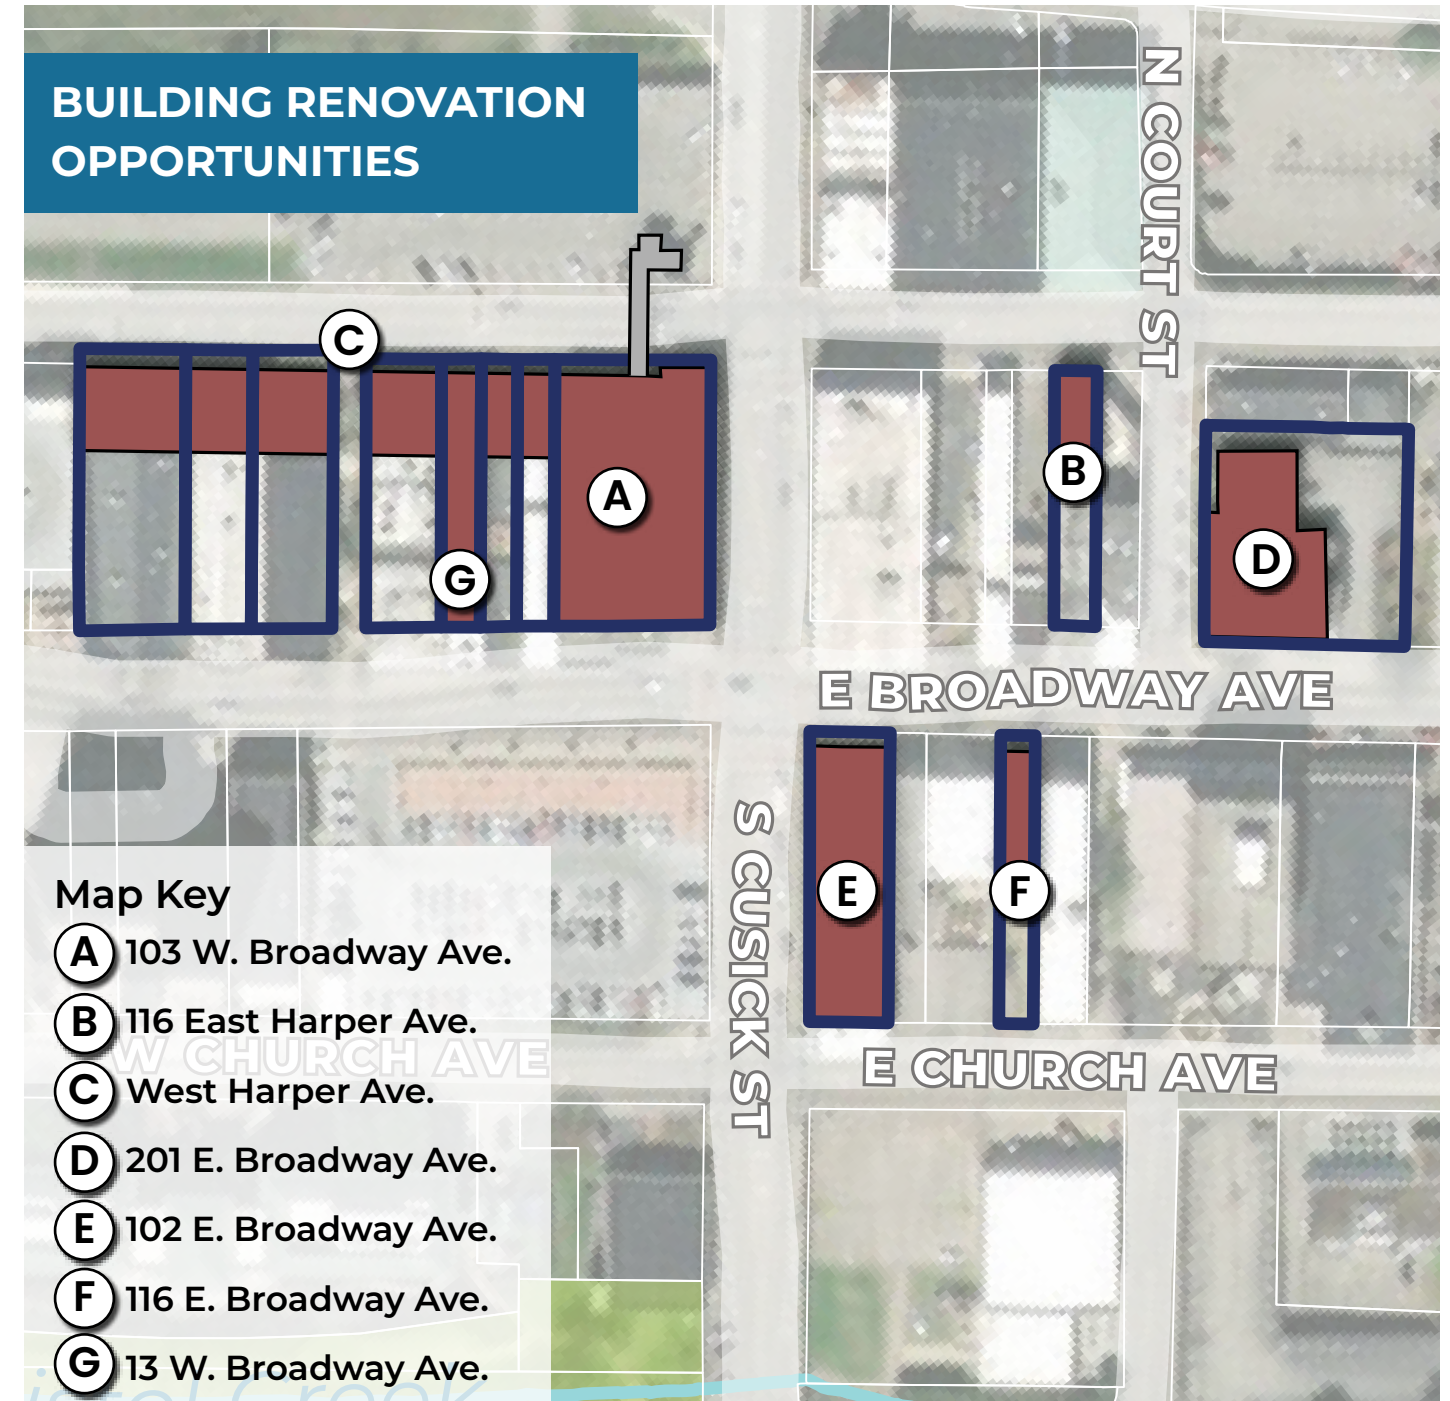 BUILDING RENOVATION
OPPORTUNITIES
N COURT ST
C
A
B
G
D
E BROADWAY AVE
E
F
S CUSICK ST
E CHURCH AVE
W CHURCH AVE
Map Key
A 103 W. Broadway Ave.
B 116 East Harper Ave.
C West Harper Ave.
D 201 E. Broadway Ave.
E 102 E. Broadway Ave.
F 116 E. Broadway Ave.
G 13 W. Broadway Ave.
Creek